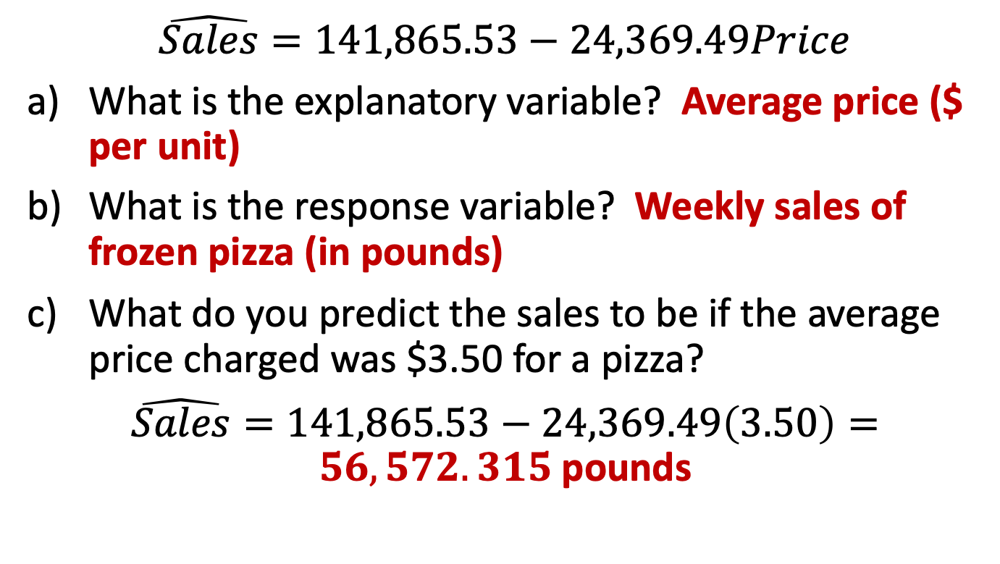 $\widehat{Sales} = 141,865.53 − 24,369.49Price$
a) What is the explanatory variable? Average price ($
per unit)
b) What is the response variable? Weekly sales of
frozen pizza (in pounds)
c) What do you predict the sales to be if the average
price charged was $3.50 for a pizza?
$\widehat{Sales} = 141,865.53 − 24,369.49(3.50) =$
56,572.315 pounds